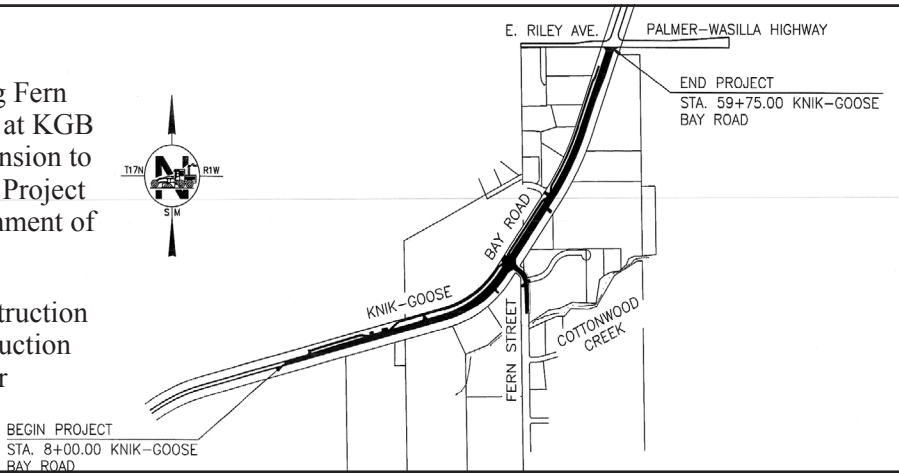 g Fern
at KGB
nsion to
Project
nment of
struction
uction
r
E. RILEY AVE.
PALMER-WASILLA HIGHWAY
END PROJECT
STA. 59+75.00 KNIK-GOOSE
BAY ROAD
T17N
N
R1W
S M
BAY ROAD
KNIK-GOOSE
FERN STREET
COTTONWOOD
CREEK
BEGIN PROJECT
STA. 8+00.00 KNIK-GOOSE
BAY ROAD